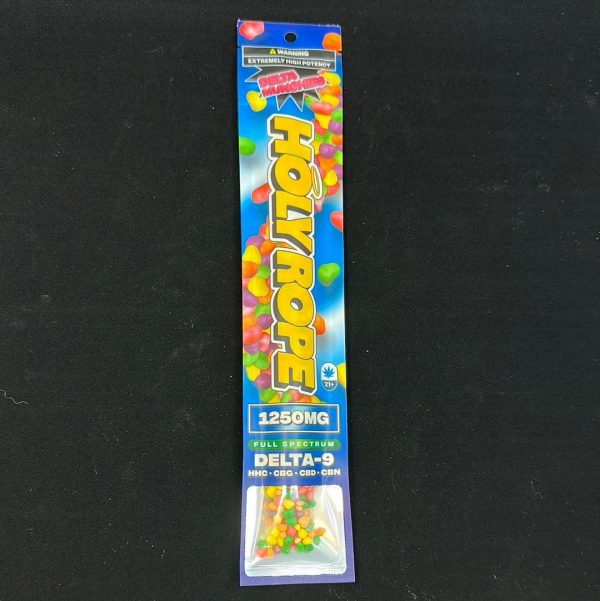 WARNING
EXTREMELY HIGH POTENCY
DELTA
MUNCHIES
HOLY ROPE
21+
1250MG
FULL SPECTRUM
DELTA-9
HHC • CBG • CBD • CBN